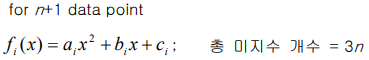 for n+1 data point
fᵢ(x) = aᵢx² + bᵢx + cᵢ ; 총 미지수 개수 = 3n